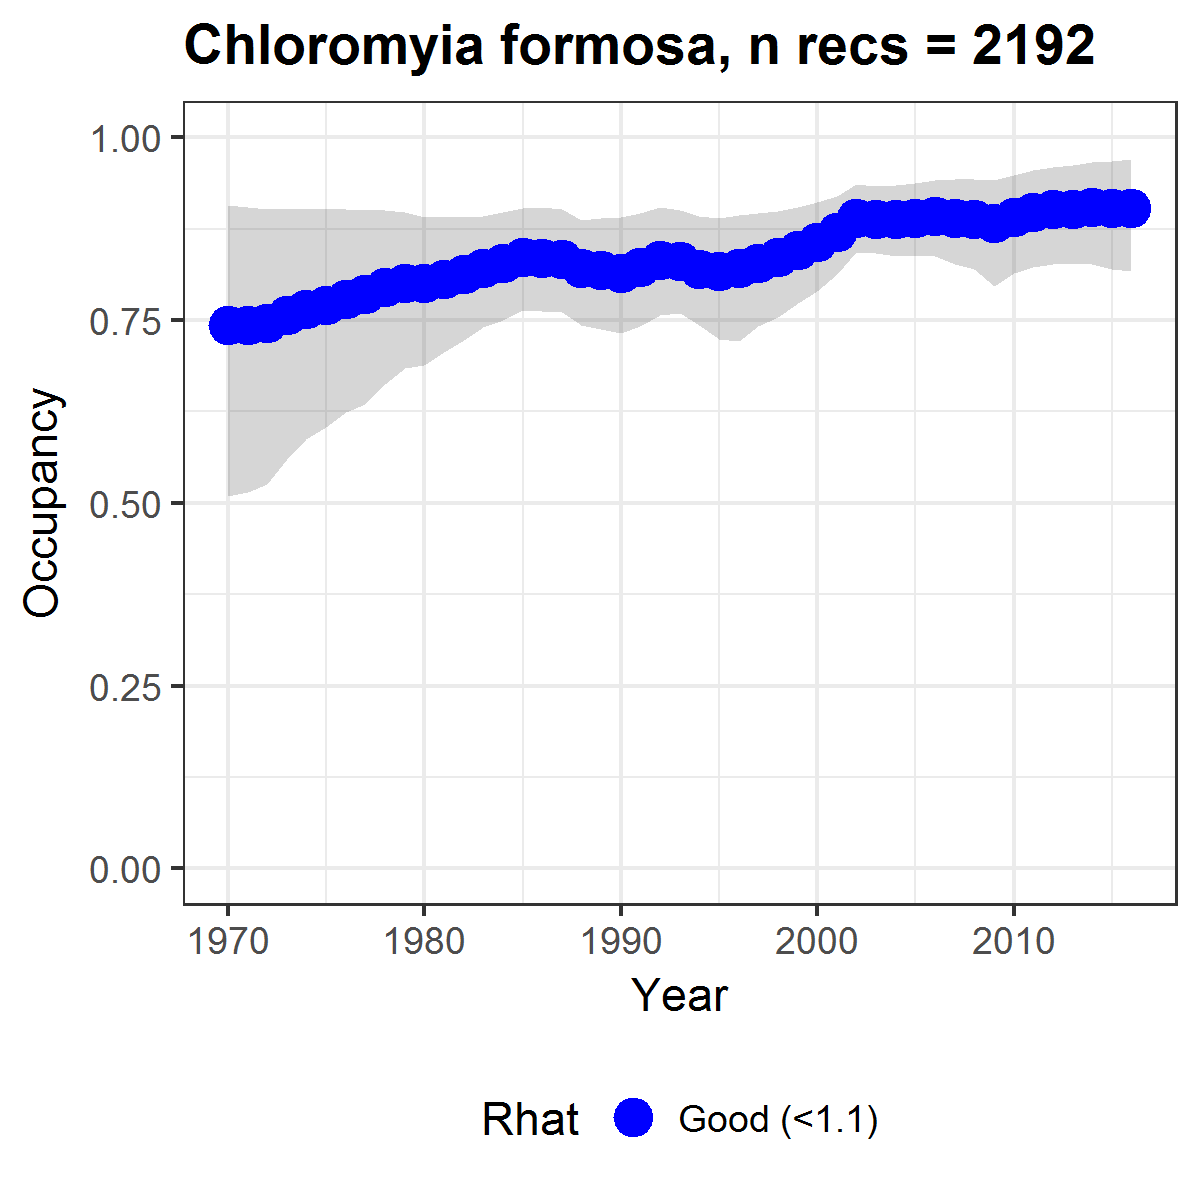 Chloromyia formosa, n recs = 2192
1.00
0.75
0.50
0.25
0.00
Occupancy
1970 1980 1990 2000 2010
Year
Rhat Good (<1.1)